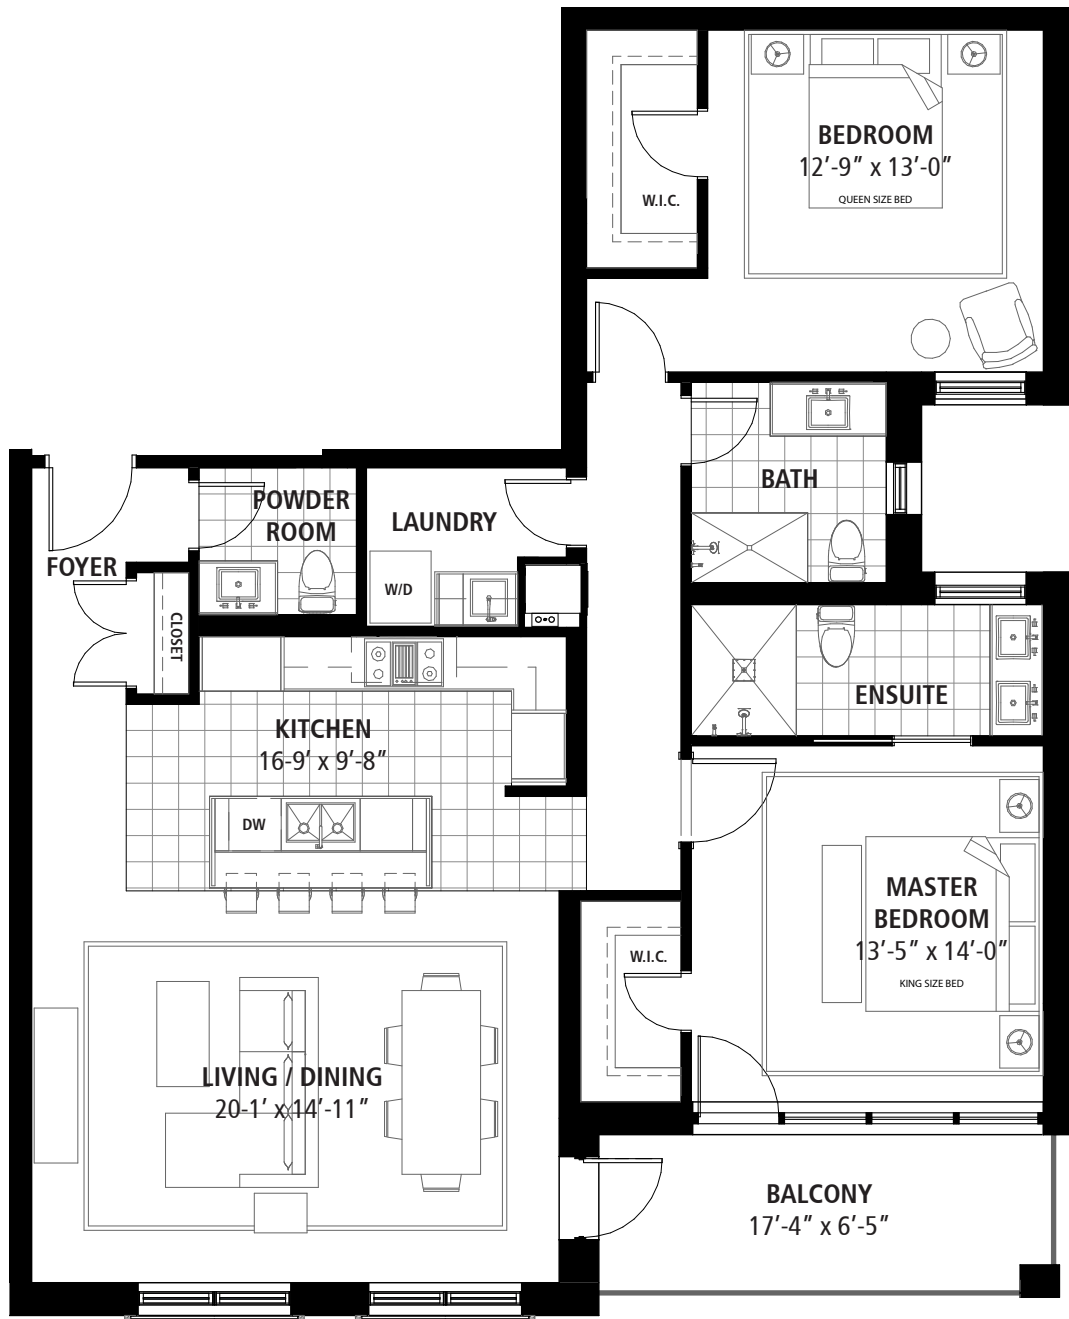 BEDROOM
12’-9” x 13’-0”
QUEEN SIZE BED
W.I.C.
BATH
POWDER
ROOM
LAUNDRY
FOYER
W/D
CLOSET
ENSUITE
KITCHEN
16-9’ x 9’-8”
DW
MASTER
BEDROOM
13’-5” x 14’-0”
KING SIZE BED
W.I.C.
LIVING / DINING
20-1’ x 14’-11”
BALCONY
17’-4” x 6’-5”